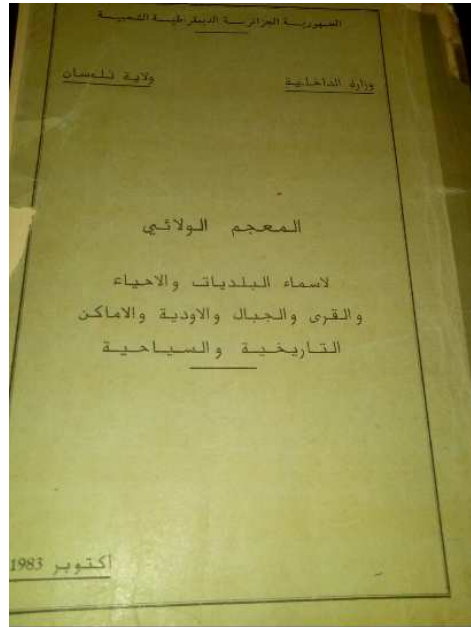 الجمهورية الجزائرية الديمقراطية الشعبية
وزارة الداخلية
ولاية تلمسان
المعجم الولائي
لاسماء البلديات والاحياء
والقرى والجبال والاودية والاماكن
التاريخية والسياحية
أكتوبر 1983